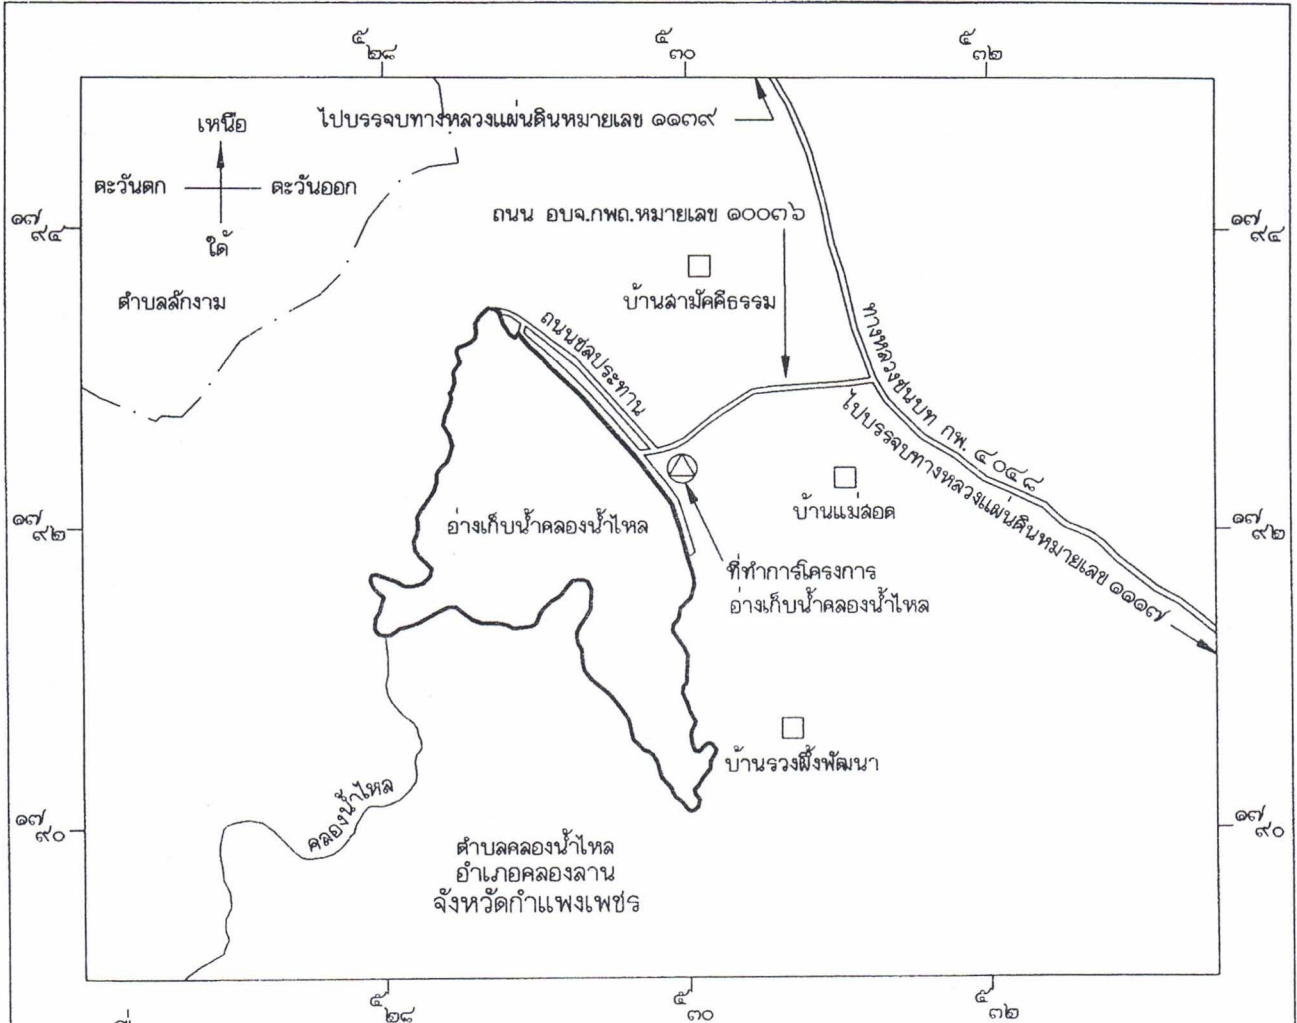 ๕ ๒๘
๕ ๓๐
๕ ๓๒
เหนือ
ไปบรรจบทางหลวงแผ่นดินหมายเลข ๑๑๓๙
ตะวันตก
ตะวันออก
ถนน อบจ.กพถ.หมายเลข ๑๐๐๓๖
๑๗ ๙๔
๑๗ ๙๔
ใต้
ตำบลลักงาม
บ้านสามัคคีธรรม
ถนนชลประทาน
ทางหลวงชนบท กพ. ๔๐๔๘
ไปบรรจบทางหลวงแผ่นดินหมายเลข ๑๑๑๗
บ้านแม่สอด
อ่างเก็บน้ำคลองน้ำไหล
๑๗ ๙๒
๑๗ ๙๒
ที่ทำการโครงการ
อ่างเก็บน้ำคลองน้ำไหล
บ้านรวงผึ้งพัฒนา
คลองน้ำไหล
๑๗ ๙๐
๑๗ ๙๐
ตำบลคลองน้ำไหล
อำเภอคลองลาน
จังหวัดกำแพงเพชร
๕ ๒๘
๕ ๓๐
๕ ๓๒